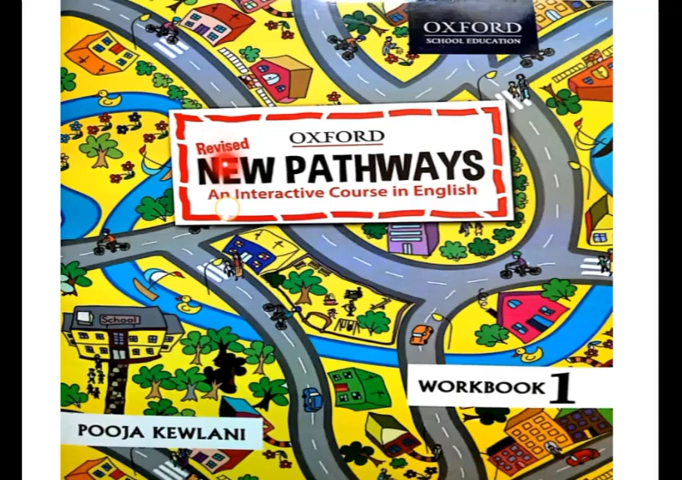 OXFORD
SCHOOL EDUCATION
Revised
OXFORD
NEW PATHWAYS
An Interactive Course in English
School
WORKBOOK 1
POOJA KEWLANI